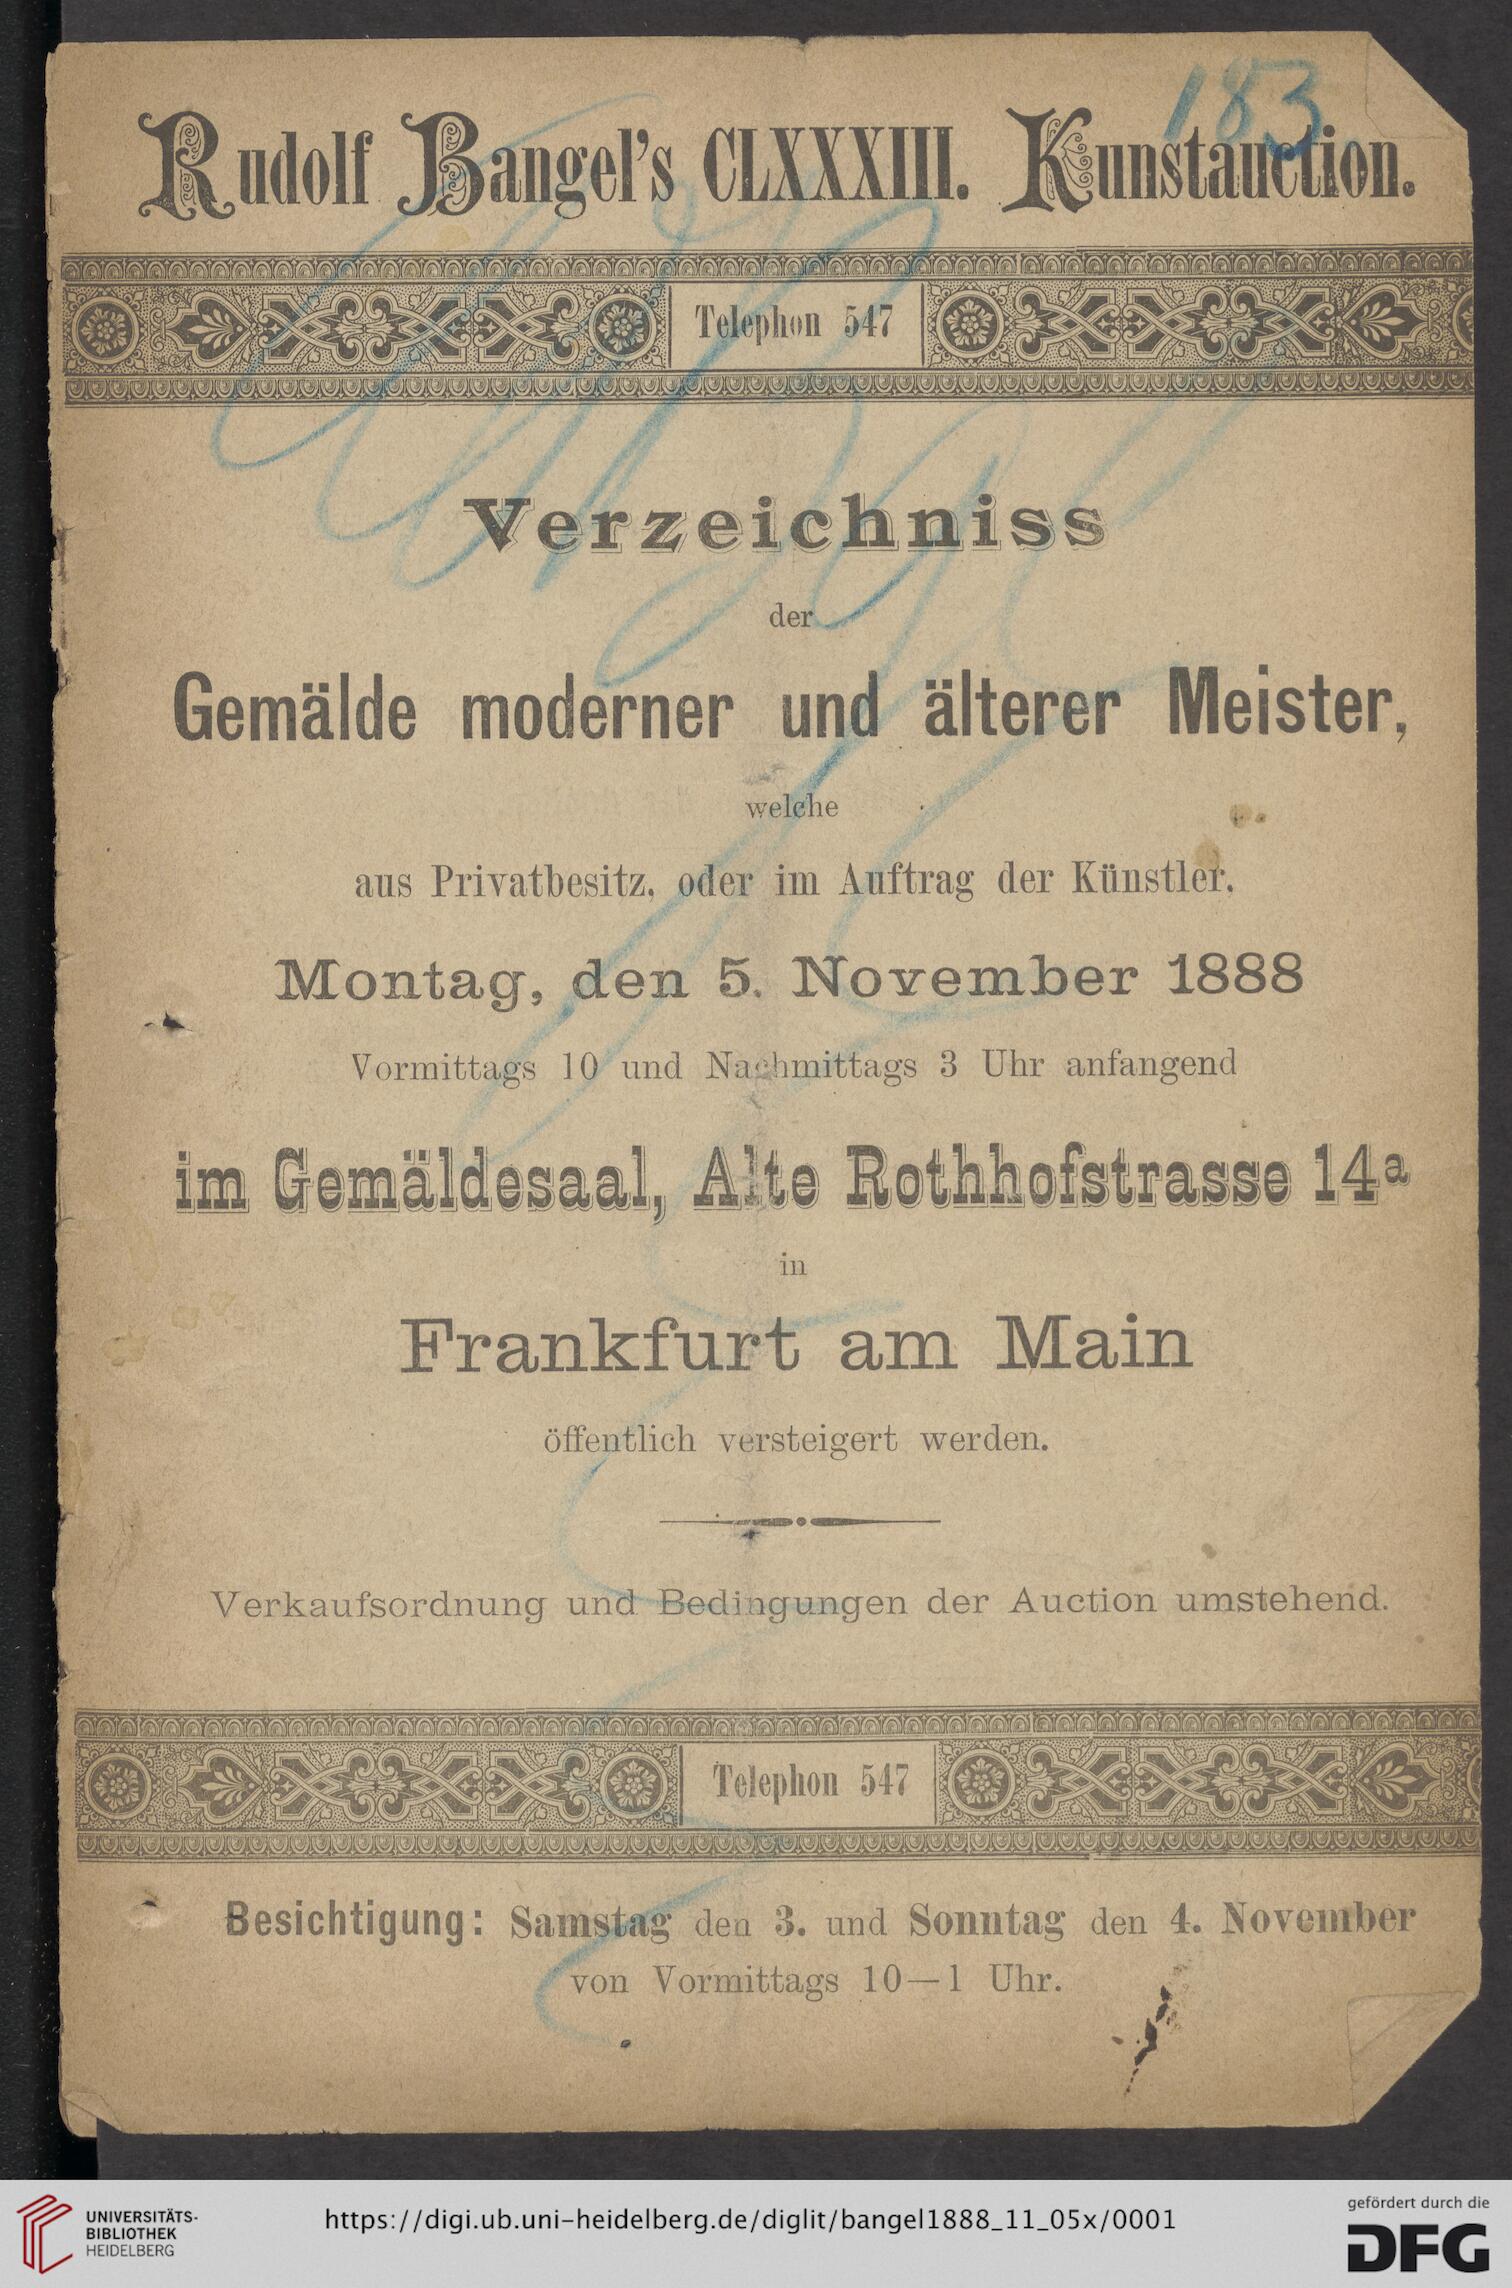 183
Rudolf Bangel's CLXXXIII. Kunstauction.
Telephon 547
Verzeichniss
der
Gemälde moderner und älterer Meister,
welche
aus Privatbesitz, oder im Auftrag der Künstler,
Montag, den 5. November 1888
Vormittags 10 und Nachmittags 3 Uhr anfangend
im Gemäldesaal, Alte Rothhofstrasse 14a
in
Frankfurt am Main
öffentlich versteigert werden.
Verkaufsordnung und Bedingungen der Auction umstehend.
Telephon 547
Besichtigung: Samstag den 3. und Sonntag den 4. November
von Vormittags 10—1 Uhr.
UNIVERSITÄTS-
BIBLIOTHEK
HEIDELBERG
https://digi.ub.uni-heidelberg.de/diglit/bangel1888_11_05x/0001
gefördert durch die
DFG